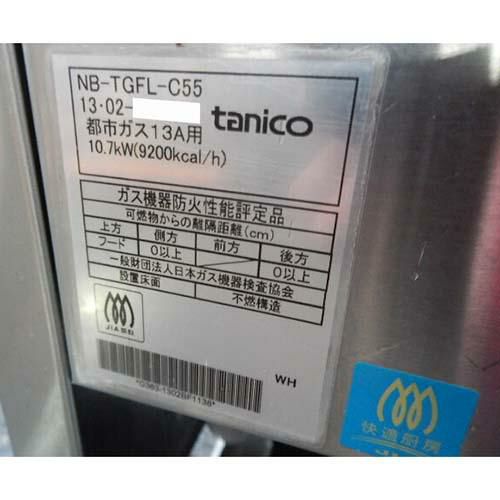 NB-TGFL-C55
13・02-
tanico
都市ガス13A用
10.7kW(9200kcal/h)
ガス機器防火性能評定品
可燃物からの離隔距離(cm)
上方 側方 前方 後方
フード 0以上 0以上
一般財団法人日本ガス機器検査協会
設置床面 不燃構造
JIA
WH
*G363-1302BF1138*
快適厨房